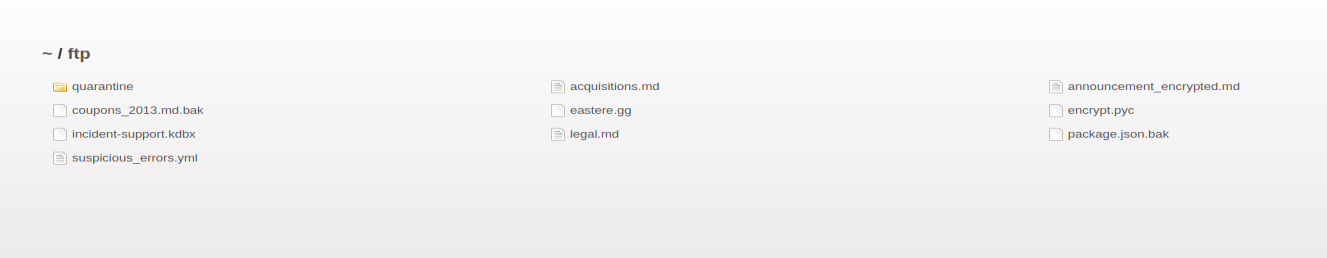 ~ / ftp
quarantine acquisitions.md announcement_encrypted.md
coupons_2013.md.bak eastere.gg encrypt.pyc
incident-support.kdbx legal.md package.json.bak
suspicious_errors.yml